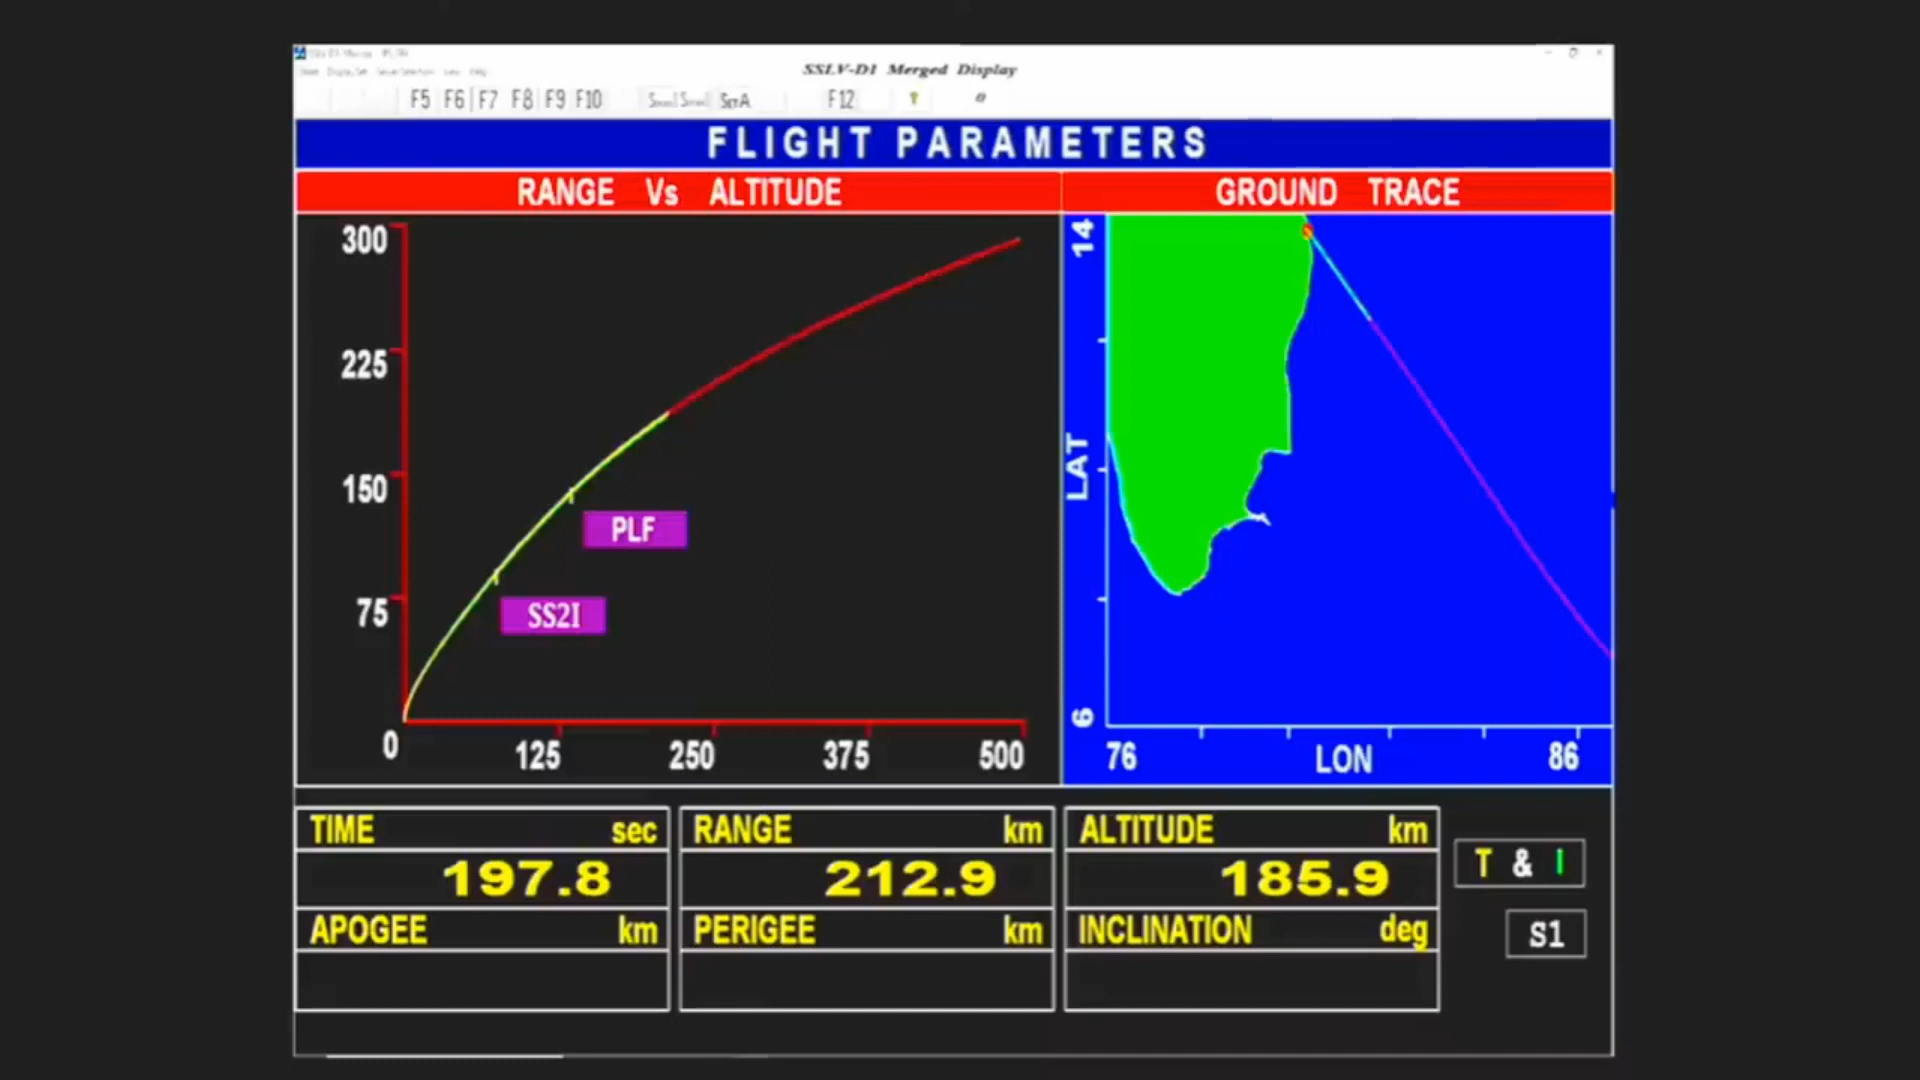 SSLV-D1 Merged Display
F5 F6 F7 F8 F9 F10 SetA F12
FLIGHT PARAMETERS
RANGE Vs ALTITUDE
GROUND TRACE
300
225
150
75
0
125 250 375 500
PLF
SS2I
14
LAT
6
76 LON 86
TIME sec RANGE km ALTITUDE km
197.8 212.9 185.9
T & I
APOGEE km PERIGEE km INCLINATION deg
S1